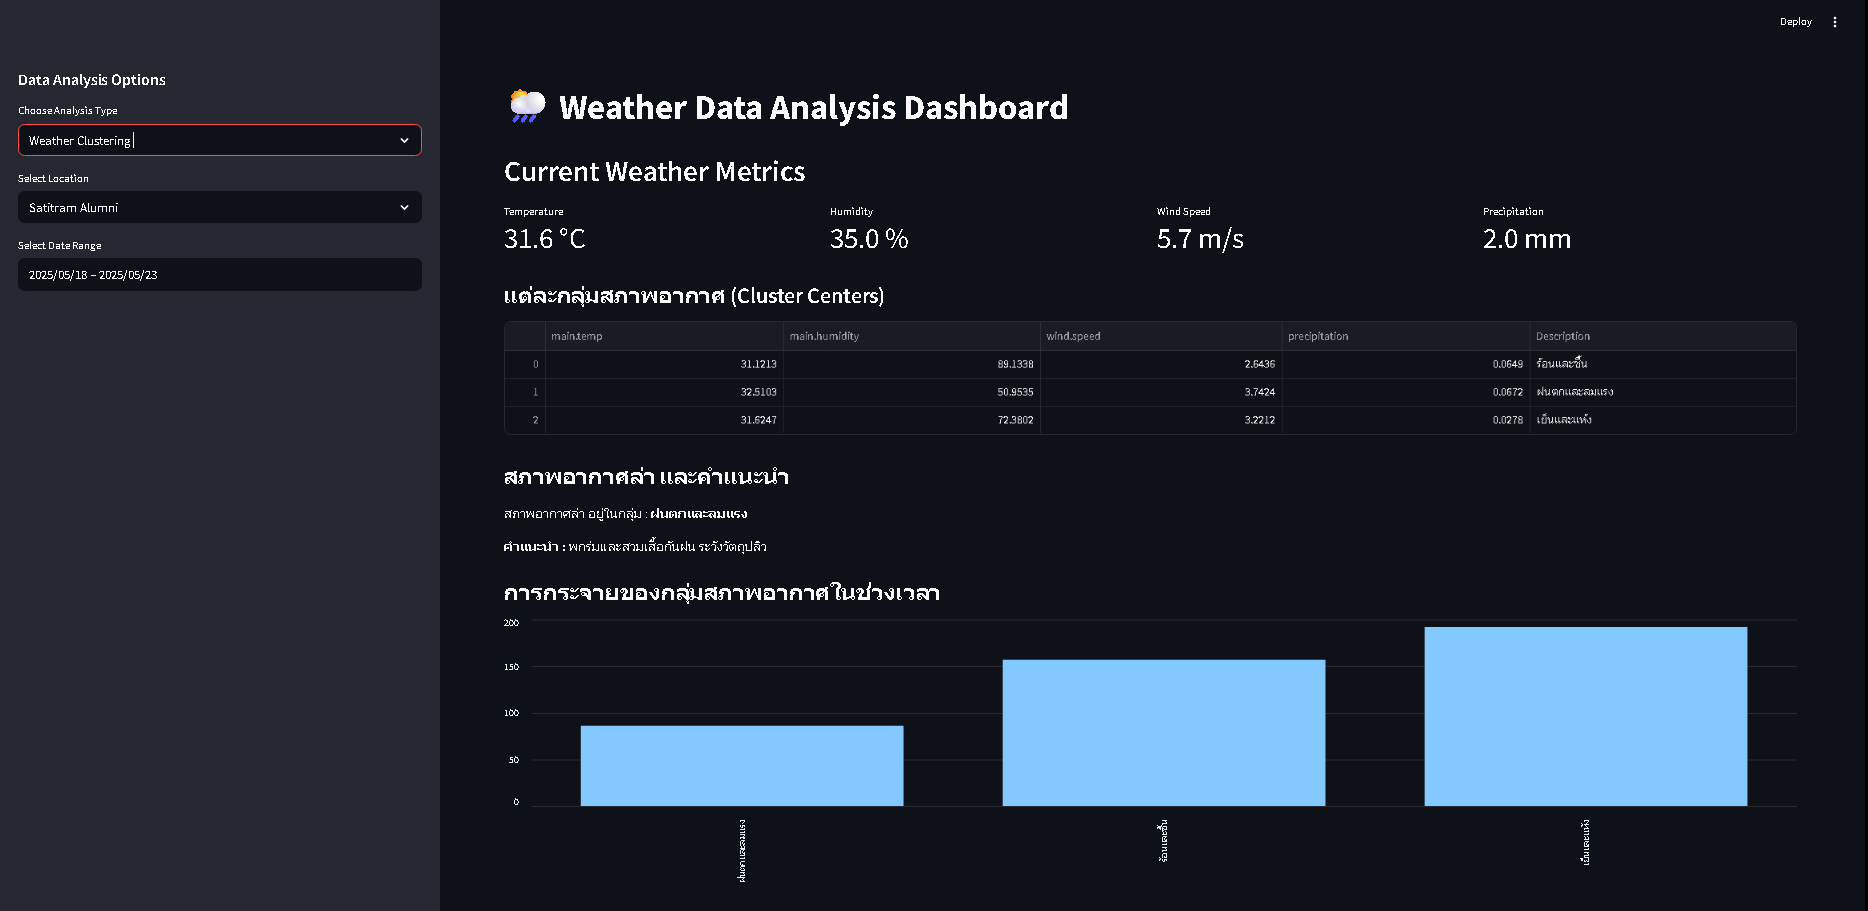 Deploy
Data Analysis Options
Choose Analysis Type
Weather Clustering
Select Location
Satitram Alumni
Select Date Range
2025/05/18 – 2025/05/23
Weather Data Analysis Dashboard
Current Weather Metrics
Temperature Humidity Wind Speed Precipitation
31.6 °C 35.0 % 5.7 m/s 2.0 mm
แต่ละกลุ่มสภาพอากาศ (Cluster Centers)
main.temp main.humidity wind.speed precipitation Description
0 31.1213 89.1338 2.6436 0.0649 ร้อนและชื้น
1 32.5103 50.9535 3.7424 0.0672 ฝนตกและลมแรง
2 31.6247 72.3802 3.2212 0.0278 เย็นและแห้ง
สภาพอากาศล่า และคำแนะนำ
สภาพอากาศล่า อยู่ในกลุ่ม : ฝนตกและลมแรง
คำแนะนำ : พกร่มและสวมเสื้อกันฝน ระวังวัตถุปลิว
การกระจายของกลุ่มสภาพอากาศในช่วงเวลา
200
150
100
50
0
ฝนตกและลมแรง ร้อนและชื้น เย็นและแห้ง